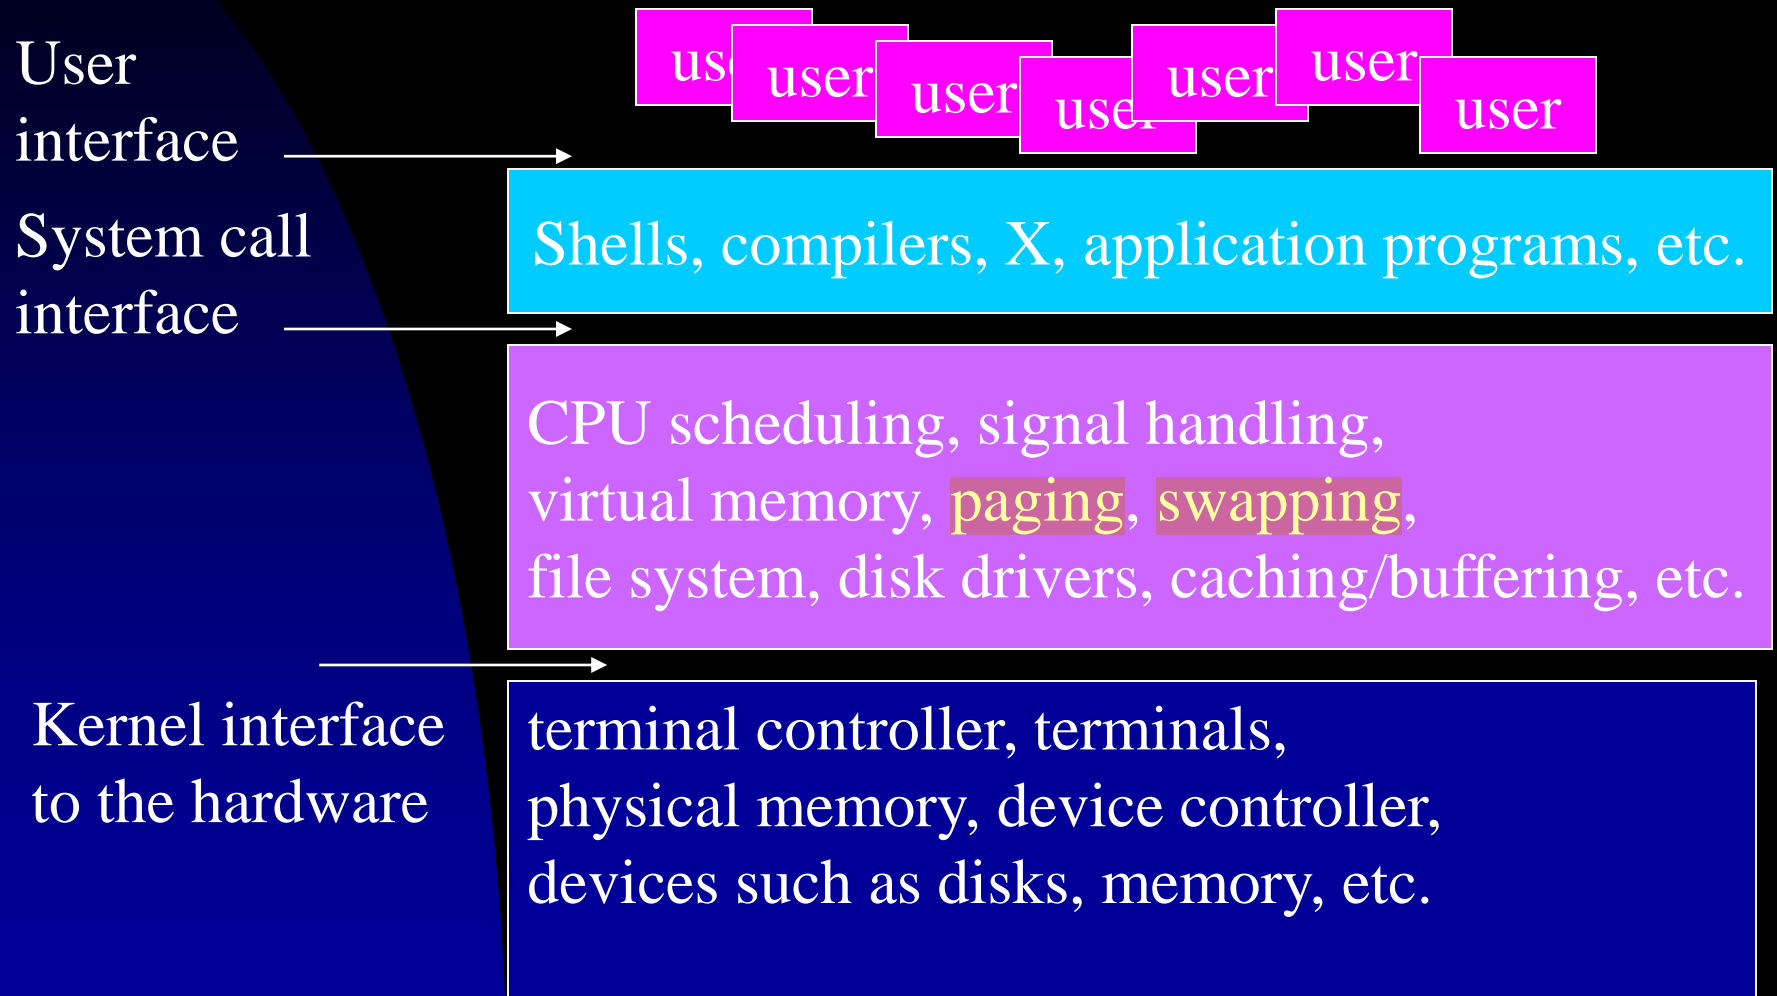 User
interface
System call
interface
Kernel interface
to the hardware
user
user
user
user
user
user
Shells, compilers, X, application programs, etc.
CPU scheduling, signal handling,
virtual memory, paging, swapping,
file system, disk drivers, caching/buffering, etc.
terminal controller, terminals,
physical memory, device controller,
devices such as disks, memory, etc.